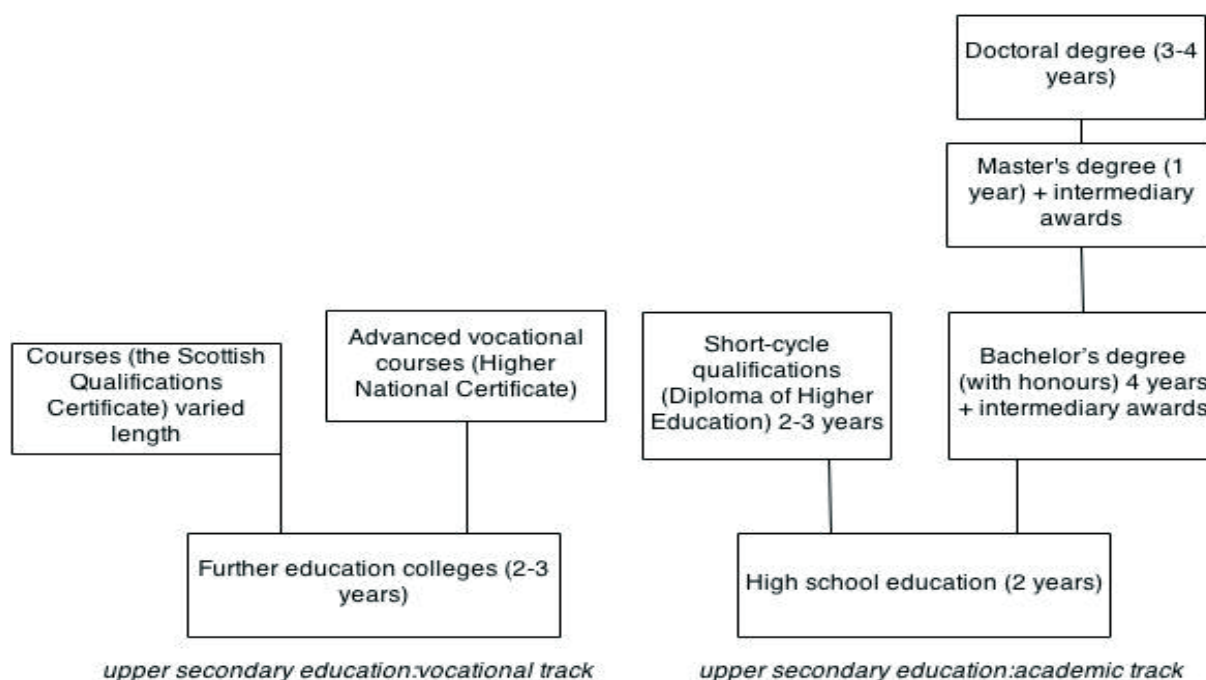 Doctoral degree (3-4
years)
Master's degree (1
year) + intermediary
awards
Courses (the Scottish
Qualifications
Certificate) varied
length
Advanced vocational
courses (Higher
National Certificate)
Short-cycle
qualifications
(Diploma of Higher
Education) 2-3 years
Bachelor's degree
(with honours) 4 years
+ intermediary awards
Further education colleges (2-3
years)
High school education (2 years)
upper secondary education:vocational track
upper secondary education:academic track